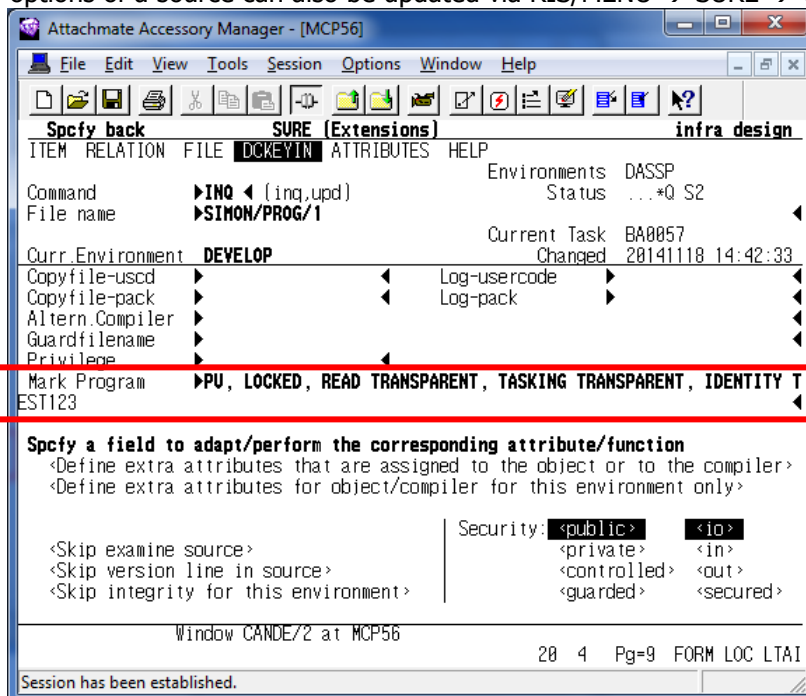 options of a source can also be updated via RIS/MENU → SURE →
Attachmate Accessory Manager - [MCP56]
File Edit View Tools Session Options Window Help
Spcfy back SURE (Extensions) infra design
ITEM RELATION FILE DCKEYIN ATTRIBUTES HELP
Environments DASSP
Command ►INQ ◄ (inq,upd) Status ...*Q S2
File name ►SIMON/PROG/1 ◄
Current Task BA0057
Curr.Environment DEVELOP Changed 20141118 14:42:33
Copyfile-uscd ► ◄ Log-usercode ► ◄
Copyfile-pack ► ◄ Log-pack ► ◄
Altern.Compiler ► ◄
Guardfilename ► ◄
Privilege ► ◄
Mark Program ►PU, LOCKED, READ TRANSPARENT, TASKING TRANSPARENT, IDENTITY T
EST123 ◄
Spcfy a field to adapt/perform the corresponding attribute/function
<Define extra attributes that are assigned to the object or to the compiler>
<Define extra attributes for object/compiler for this environment only>
Security: <public> <io>
<Skip examine source> <private> <in>
<Skip version line in source> <controlled> <out>
<Skip integrity for this environment> <guarded> <secured>
Window CANDE/2 at MCP56
20 4 Pg=9 FORM LOC LTAI
Session has been established.